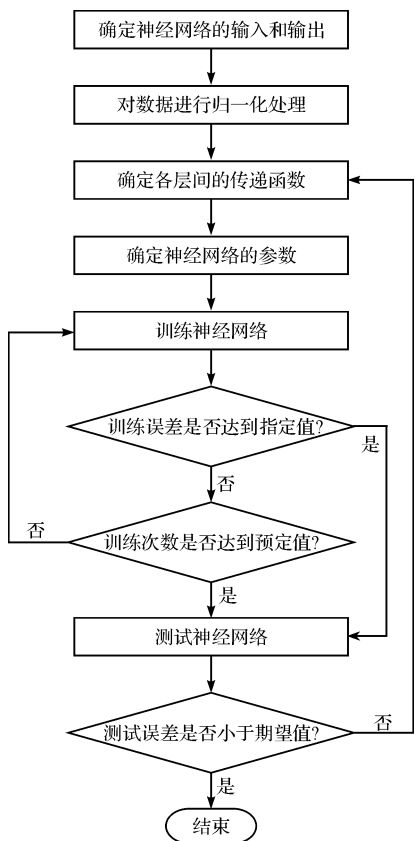 确定神经网络的输入和输出
对数据进行归一化处理
确定各层间的传递函数
确定神经网络的参数
训练神经网络
训练误差是否达到指定值?
是
否
训练次数是否达到预定值?
否
是
测试神经网络
测试误差是否小于期望值?
否
是
结束